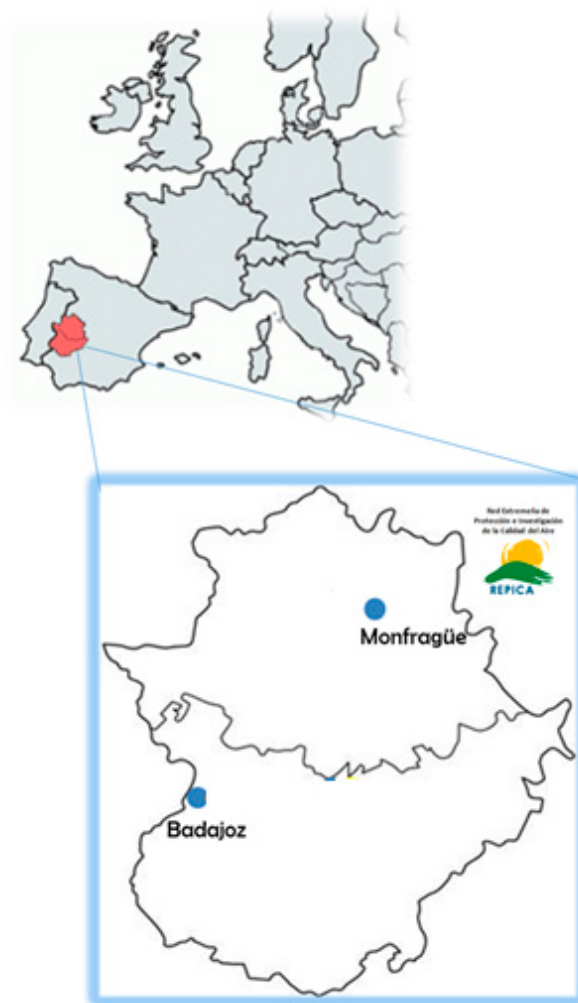 Red Extremeña de
Protección e Investigación
de la Calidad del Aire
REPICA
Monfragüe
Badajoz